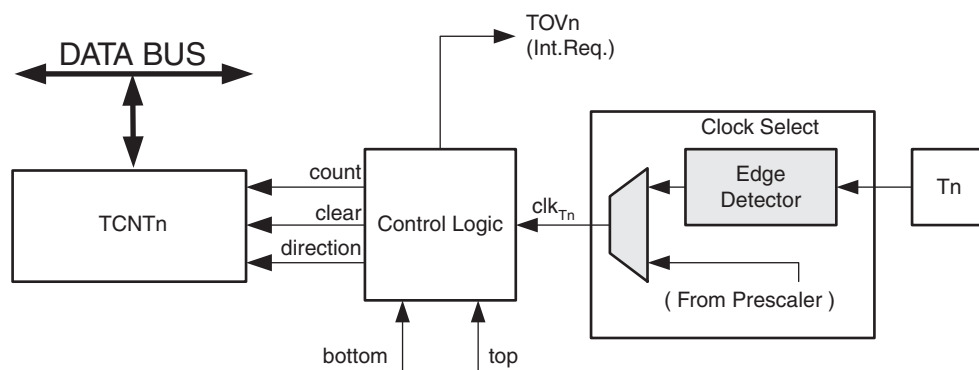 TOVn
(Int.Req.)
DATA BUS
Clock Select
count
Edge
Detector
Tn
TCNTn
clear
Control Logic
clkTn
direction
( From Prescaler )
bottom
top